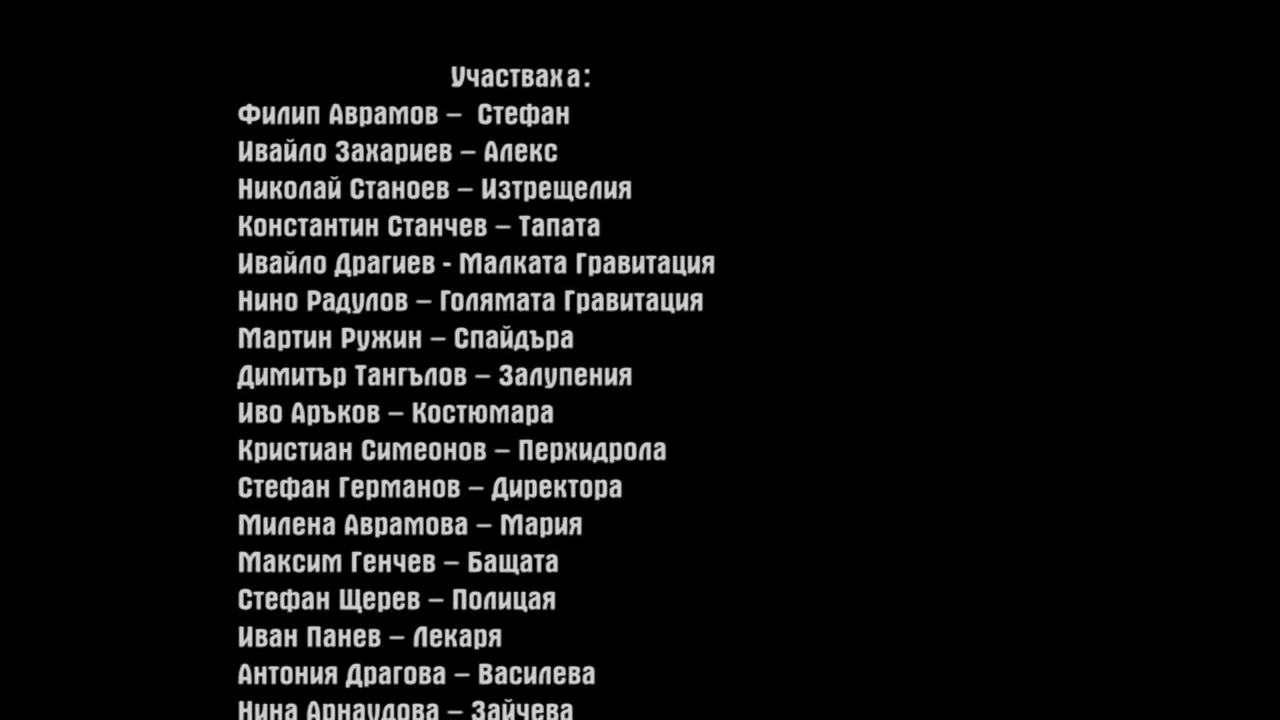 Участваха:
Филип Аврамов – Стефан
Ивайло Захариев – Алекс
Николай Станоев – Изтрещелия
Константин Станчев – Тапата
Ивайло Драгиев - Малката Гравитация
Нино Радулов – Голямата Гравитация
Мартин Ружин – Спайдъра
Димитър Тангълов – Залупения
Иво Аръков – Костюмара
Кристиан Симеонов – Перхидрола
Стефан Германов – Директора
Милена Аврамова – Мария
Максим Генчев – Бащата
Стефан Щерев – Полицая
Иван Панев – Лекаря
Антония Драгова – Василева
Нина Арнаудова – Зайчева